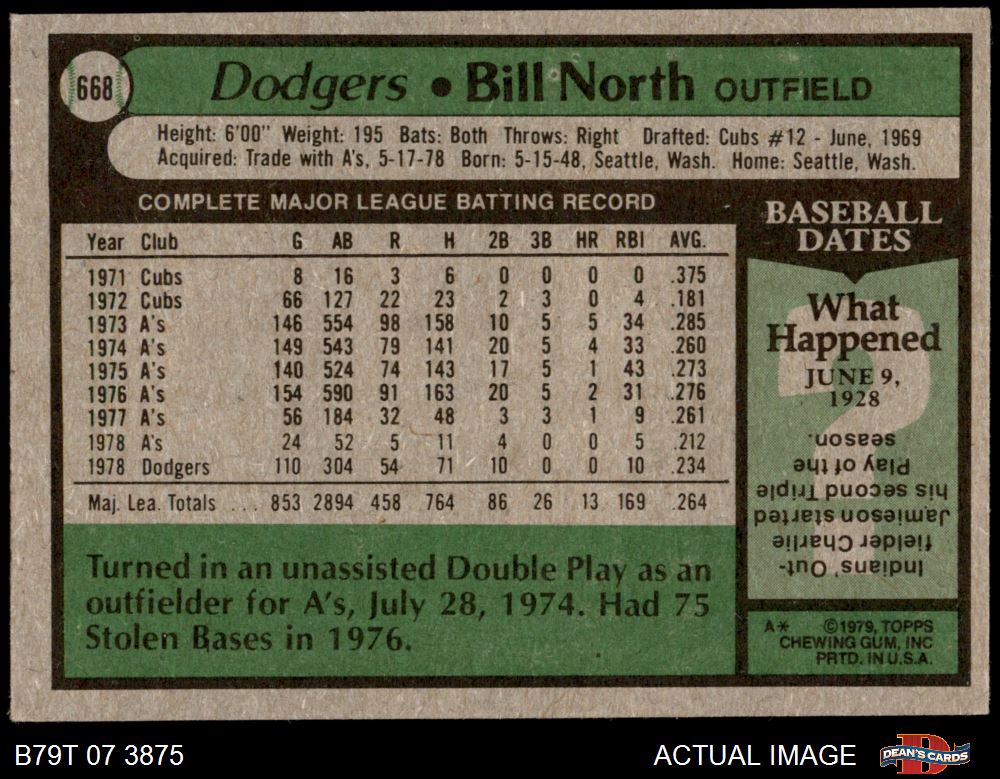 668
Dodgers • Bill North OUTFIELD
Height: 6'00" Weight: 195 Bats: Both Throws: Right Drafted: Cubs #12 - June, 1969
Acquired: Trade with A's, 5-17-78 Born: 5-15-48, Seattle, Wash. Home: Seattle, Wash.
COMPLETE MAJOR LEAGUE BATTING RECORD
Year Club G AB R H 2B 3B HR RBI AVG.
1971 Cubs 8 16 3 6 0 0 0 0 .375
1972 Cubs 66 127 22 23 2 3 0 4 .181
1973 A's 146 554 98 158 10 5 5 34 .285
1974 A's 149 543 79 141 20 5 4 33 .260
1975 A's 140 524 74 143 17 5 1 43 .273
1976 A's 154 590 91 163 20 5 2 31 .276
1977 A's 56 184 32 48 3 3 1 9 .261
1978 A's 24 52 5 11 4 0 0 5 .212
1978 Dodgers 110 304 54 71 10 0 0 10 .234
Maj. Lea. Totals ... 853 2894 458 764 86 26 13 169 .264
Turned in an unassisted Double Play as an
outfielder for A's, July 28, 1974. Had 75
Stolen Bases in 1976.
BASEBALL
DATES
What
Happened
JUNE 9,
1928
Indians' Out-
fielder Charlie
Jamieson started
his second Triple
Play of the
season.
A* ©1979, TOPPS
CHEWING GUM, INC
PRTD. IN U.S.A.
B79T 07 3875
ACTUAL IMAGE
DEAN'S CARDS